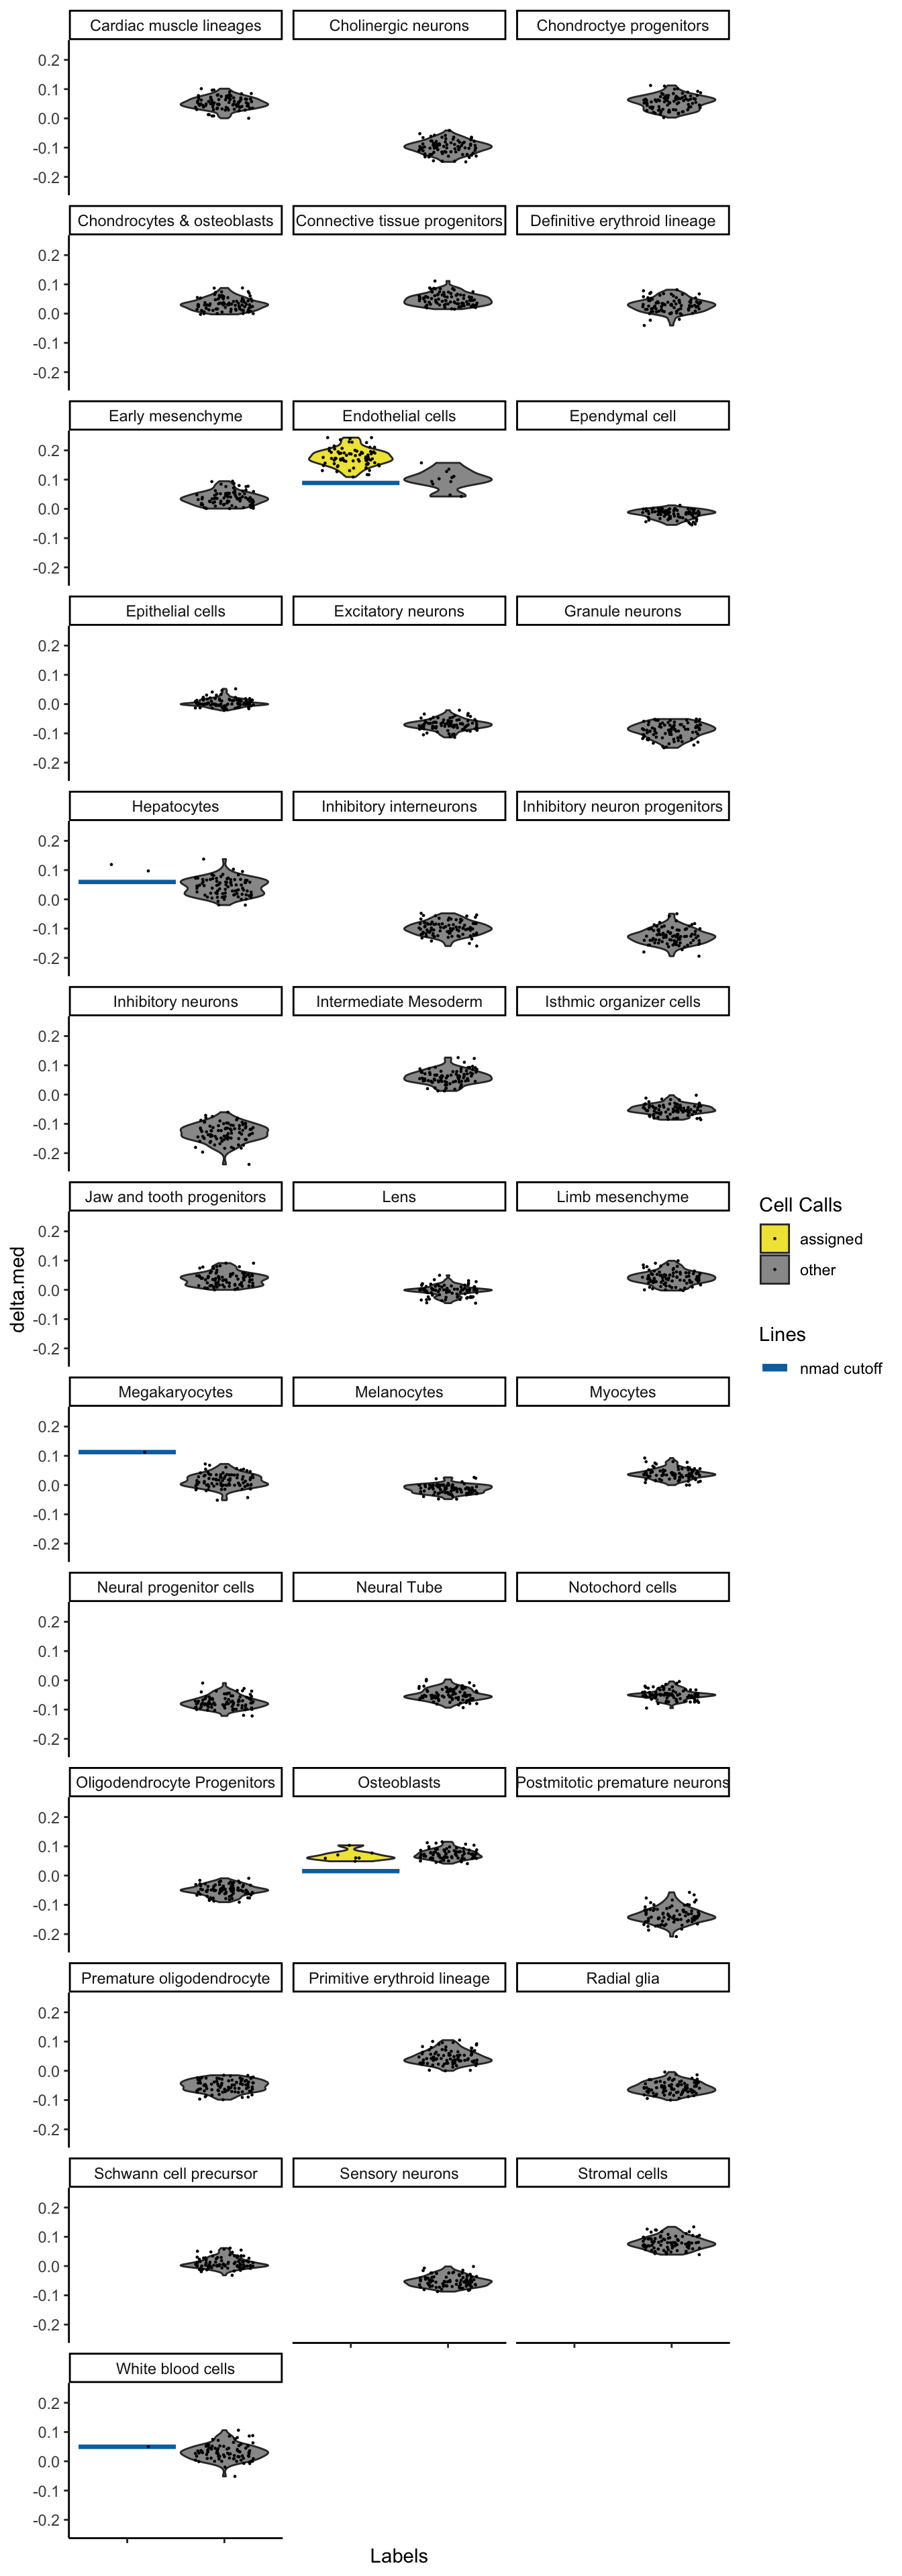 Cardiac muscle lineages
Cholinergic neurons
Chondroctye progenitors
0.2
0.1
0.0
-0.1
-0.2
Chondrocytes & osteoblasts
Connective tissue progenitors
Definitive erythroid lineage
0.2
0.1
0.0
-0.1
-0.2
Early mesenchyme
Endothelial cells
Ependymal cell
0.2
0.1
0.0
-0.1
-0.2
Epithelial cells
Excitatory neurons
Granule neurons
0.2
0.1
0.0
-0.1
-0.2
Hepatocytes
Inhibitory interneurons
Inhibitory neuron progenitors
0.2
0.1
0.0
-0.1
-0.2
Inhibitory neurons
Intermediate Mesoderm
Isthmic organizer cells
0.2
0.1
0.0
-0.1
-0.2
Jaw and tooth progenitors
Lens
Limb mesenchyme
0.2
0.1
0.0
-0.1
-0.2
Megakaryocytes
Melanocytes
Myocytes
0.2
0.1
0.0
-0.1
-0.2
Neural progenitor cells
Neural Tube
Notochord cells
0.2
0.1
0.0
-0.1
-0.2
Oligodendrocyte Progenitors
Osteoblasts
Postmitotic premature neurons
0.2
0.1
0.0
-0.1
-0.2
Premature oligodendrocyte
Primitive erythroid lineage
Radial glia
0.2
0.1
0.0
-0.1
-0.2
Schwann cell precursor
Sensory neurons
Stromal cells
0.2
0.1
0.0
-0.1
-0.2
White blood cells
0.2
0.1
0.0
-0.1
-0.2
delta.med
Labels
Cell Calls
assigned
other
Lines
nmad cutoff